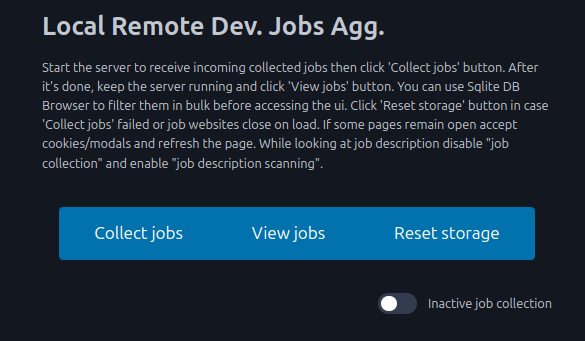 Local Remote Dev. Jobs Agg.
Start the server to receive incoming collected jobs then click 'Collect jobs' button. After
it's done, keep the server running and click 'View jobs' button. You can use Sqlite DB
Browser to filter them in bulk before accessing the ui. Click 'Reset storage' button in case
'Collect jobs' failed or job websites close on load. If some pages remain open accept
cookies/modals and refresh the page. While looking at job description disable "job
collection" and enable "job description scanning".
Collect jobs View jobs Reset storage
Inactive job collection